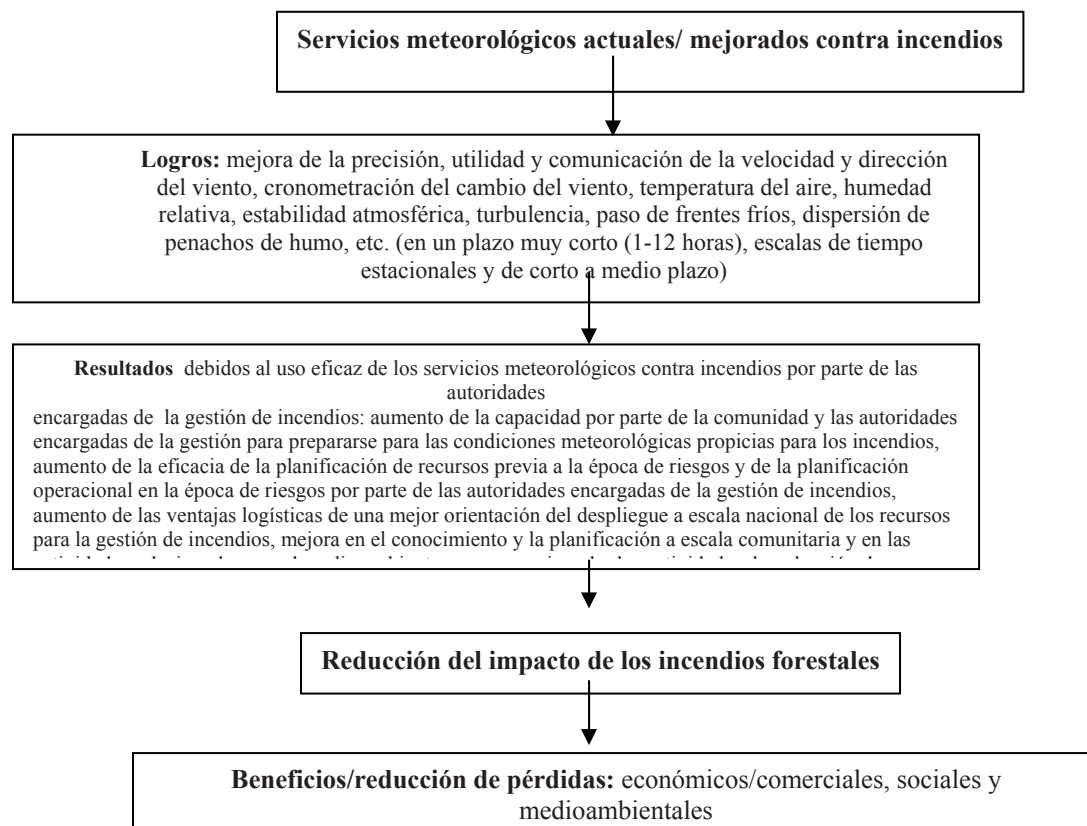 Servicios meteorológicos actuales/ mejorados contra incendios
Logros: mejora de la precisión, utilidad y comunicación de la velocidad y dirección
del viento, cronometración del cambio del viento, temperatura del aire, humedad
relativa, estabilidad atmosférica, turbulencia, paso de frentes fríos, dispersión de
penachos de humo, etc. (en un plazo muy corto (1-12 horas), escalas de tiempo
estacionales y de corto a medio plazo)
Resultados debidos al uso eficaz de los servicios meteorológicos contra incendios por parte de las
autoridades
encargadas de la gestión de incendios: aumento de la capacidad por parte de la comunidad y las autoridades
encargadas de la gestión para prepararse para las condiciones meteorológicas propicias para los incendios,
aumento de la eficacia de la planificación de recursos previa a la época de riesgos y de la planificación
operacional en la época de riesgos por parte de las autoridades encargadas de la gestión de incendios,
aumento de las ventajas logísticas de una mejor orientación del despliegue a escala nacional de los recursos
para la gestión de incendios, mejora en el conocimiento y la planificación a escala comunitaria y en las
Reducción del impacto de los incendios forestales
Beneficios/reducción de pérdidas: económicos/comerciales, sociales y
medioambientales